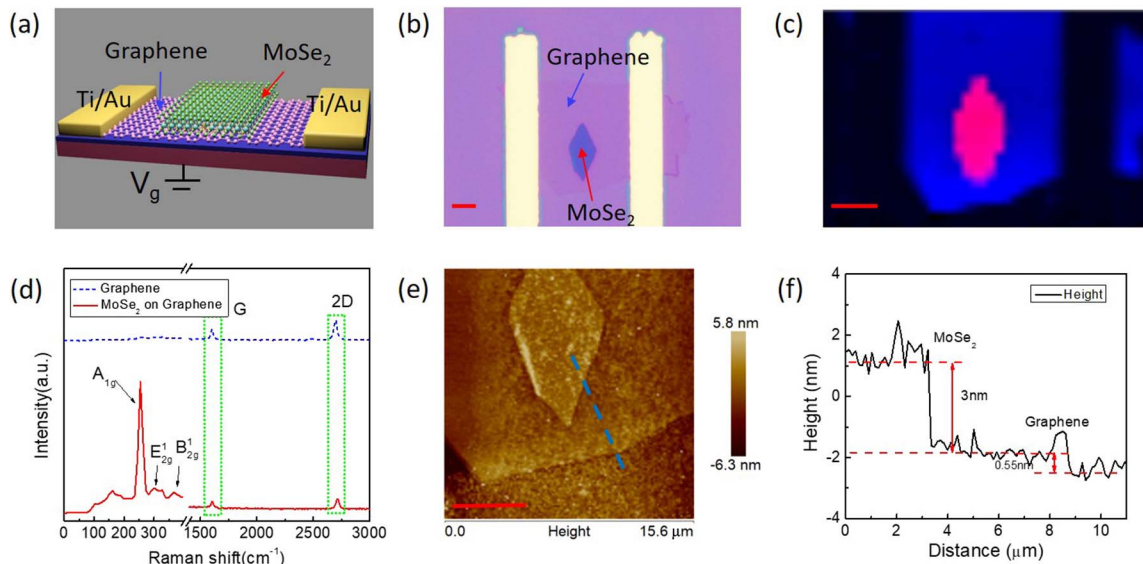 (a)
Graphene
MoSe₂
Ti/Au
Ti/Au
V_g
(b)
Graphene
MoSe₂
(c)
(d)
Graphene
MoSe₂ on Graphene
G
2D
A₁g
E¹₂g
B¹₂g
Intensity(a.u.)
0 100 200 300 1500 2000 2500 3000
Raman shift(cm⁻¹)
(e)
5.8 nm
-6.3 nm
0.0 Height 15.6 µm
(f)
Height
MoSe₂
3nm
Graphene
0.55nm
4
2
0
-2
-4
Height (nm)
0 2 4 6 8 10
Distance (µm)